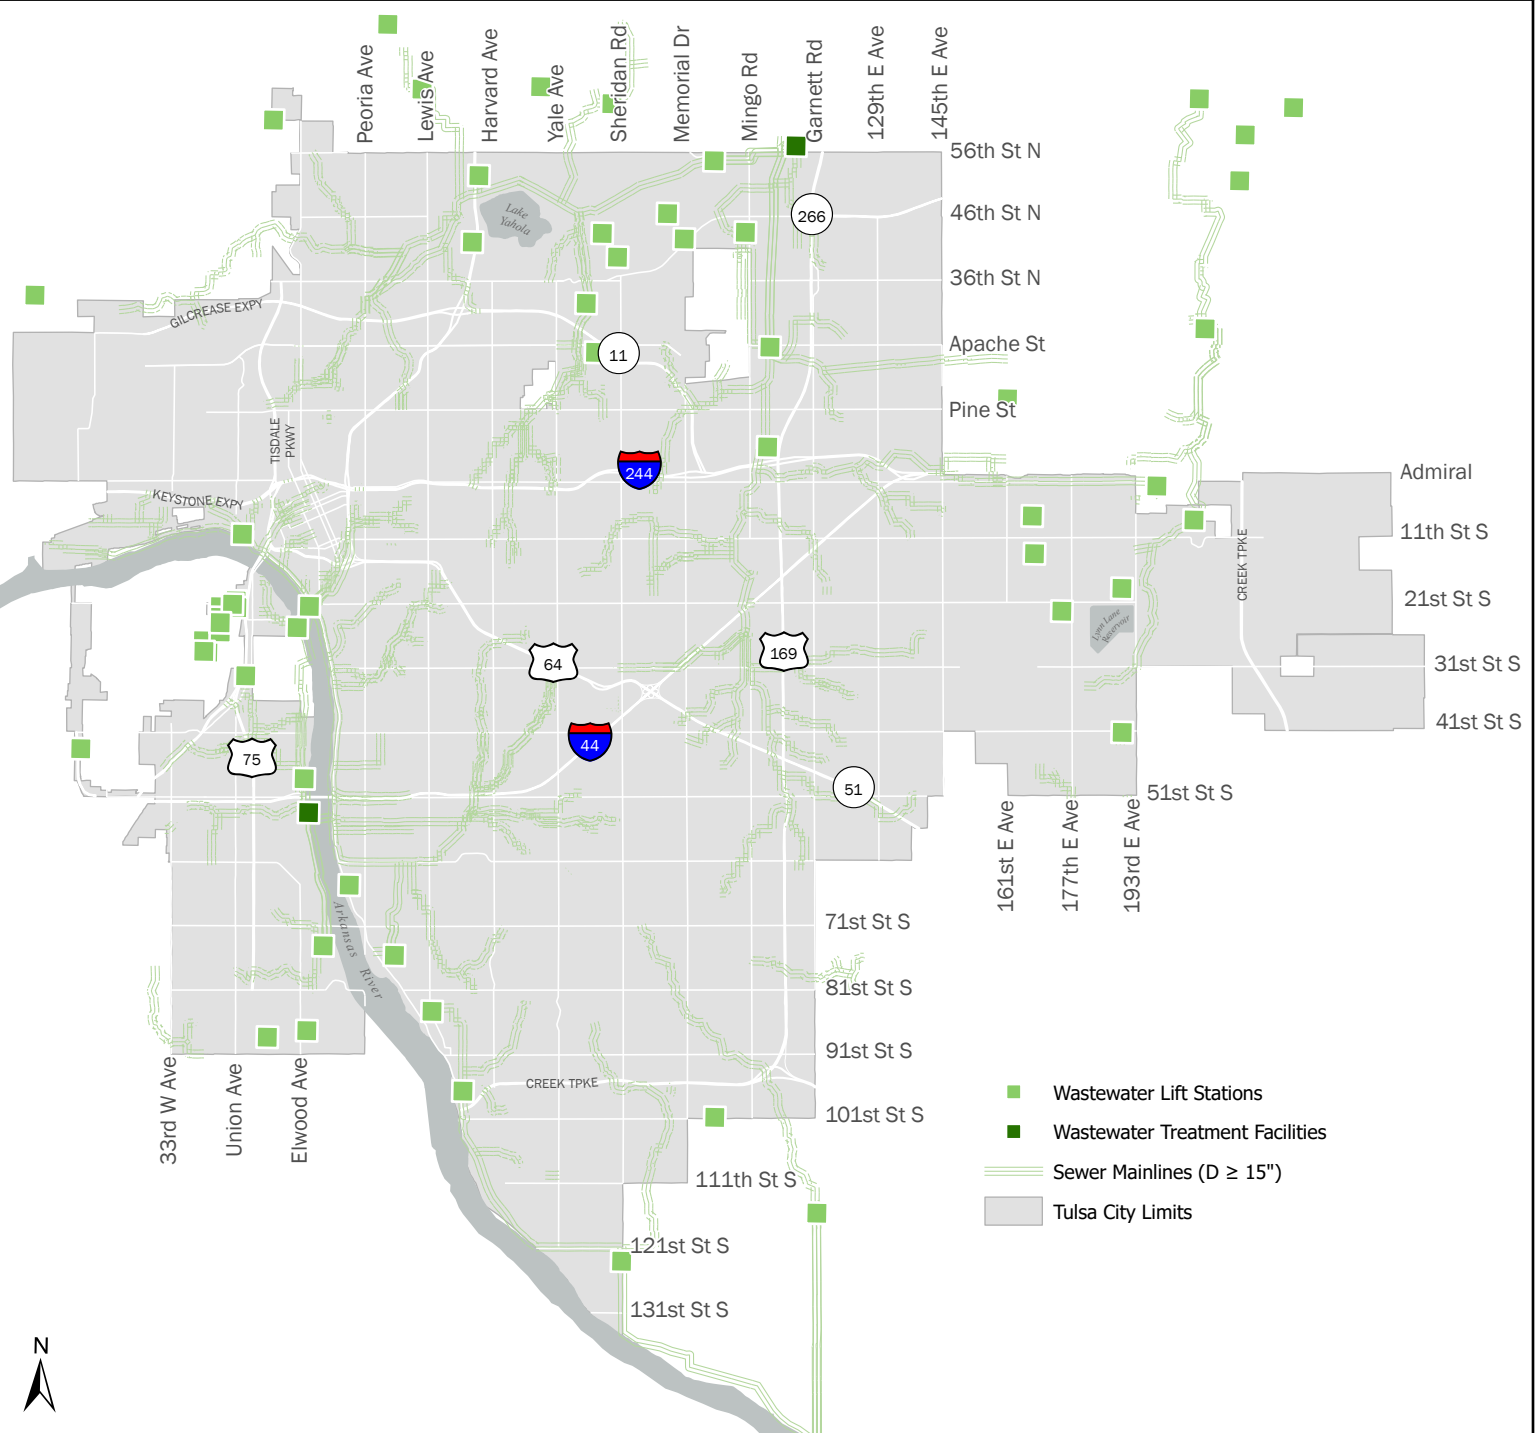 Peoria Ave
Lewis Ave
Harvard Ave
Yale Ave
Sheridan Rd
Memorial Dr
Mingo Rd
Garnett Rd
129th E Ave
145th E Ave
56th St N
Lake
Yahola
266
46th St N
36th St N
GILCREASE EXPY
11
Apache St
Pine St
TISDALE
PKWY
244
Admiral
KEYSTONE EXPY
11th St S
CREEK TPKE
21st St S
Lynn Lane
Reservoir
64
169
31st St S
41st St S
75
44
51
51st St S
161st E Ave
177th E Ave
193rd E Ave
Arkansas
River
71st St S
81st St S
91st St S
33rd W Ave
Union Ave
Elwood Ave
CREEK TPKE
101st St S
111th St S
121st St S
131st St S
Wastewater Lift Stations
Wastewater Treatment Facilities
Sewer Mainlines (D ≥ 15")
Tulsa City Limits
N